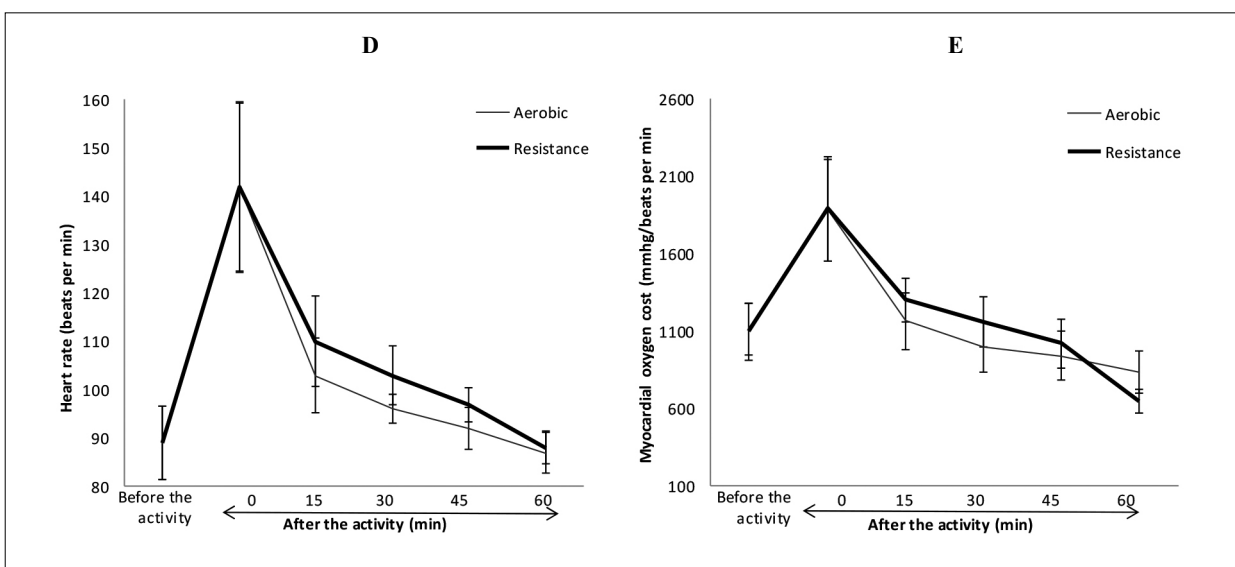 D
160
150
140
130
120
110
100
90
80
Heart rate (beats per min)
Aerobic
Resistance
Before the
activity
0 15 30 45 60
After the activity (min)
E
2600
2100
1600
1100
600
100
Myocardial oxygen cost (mmhg/beats per min
Aerobic
Resistance
Before the
activity
0 15 30 45 60
After the activity (min)